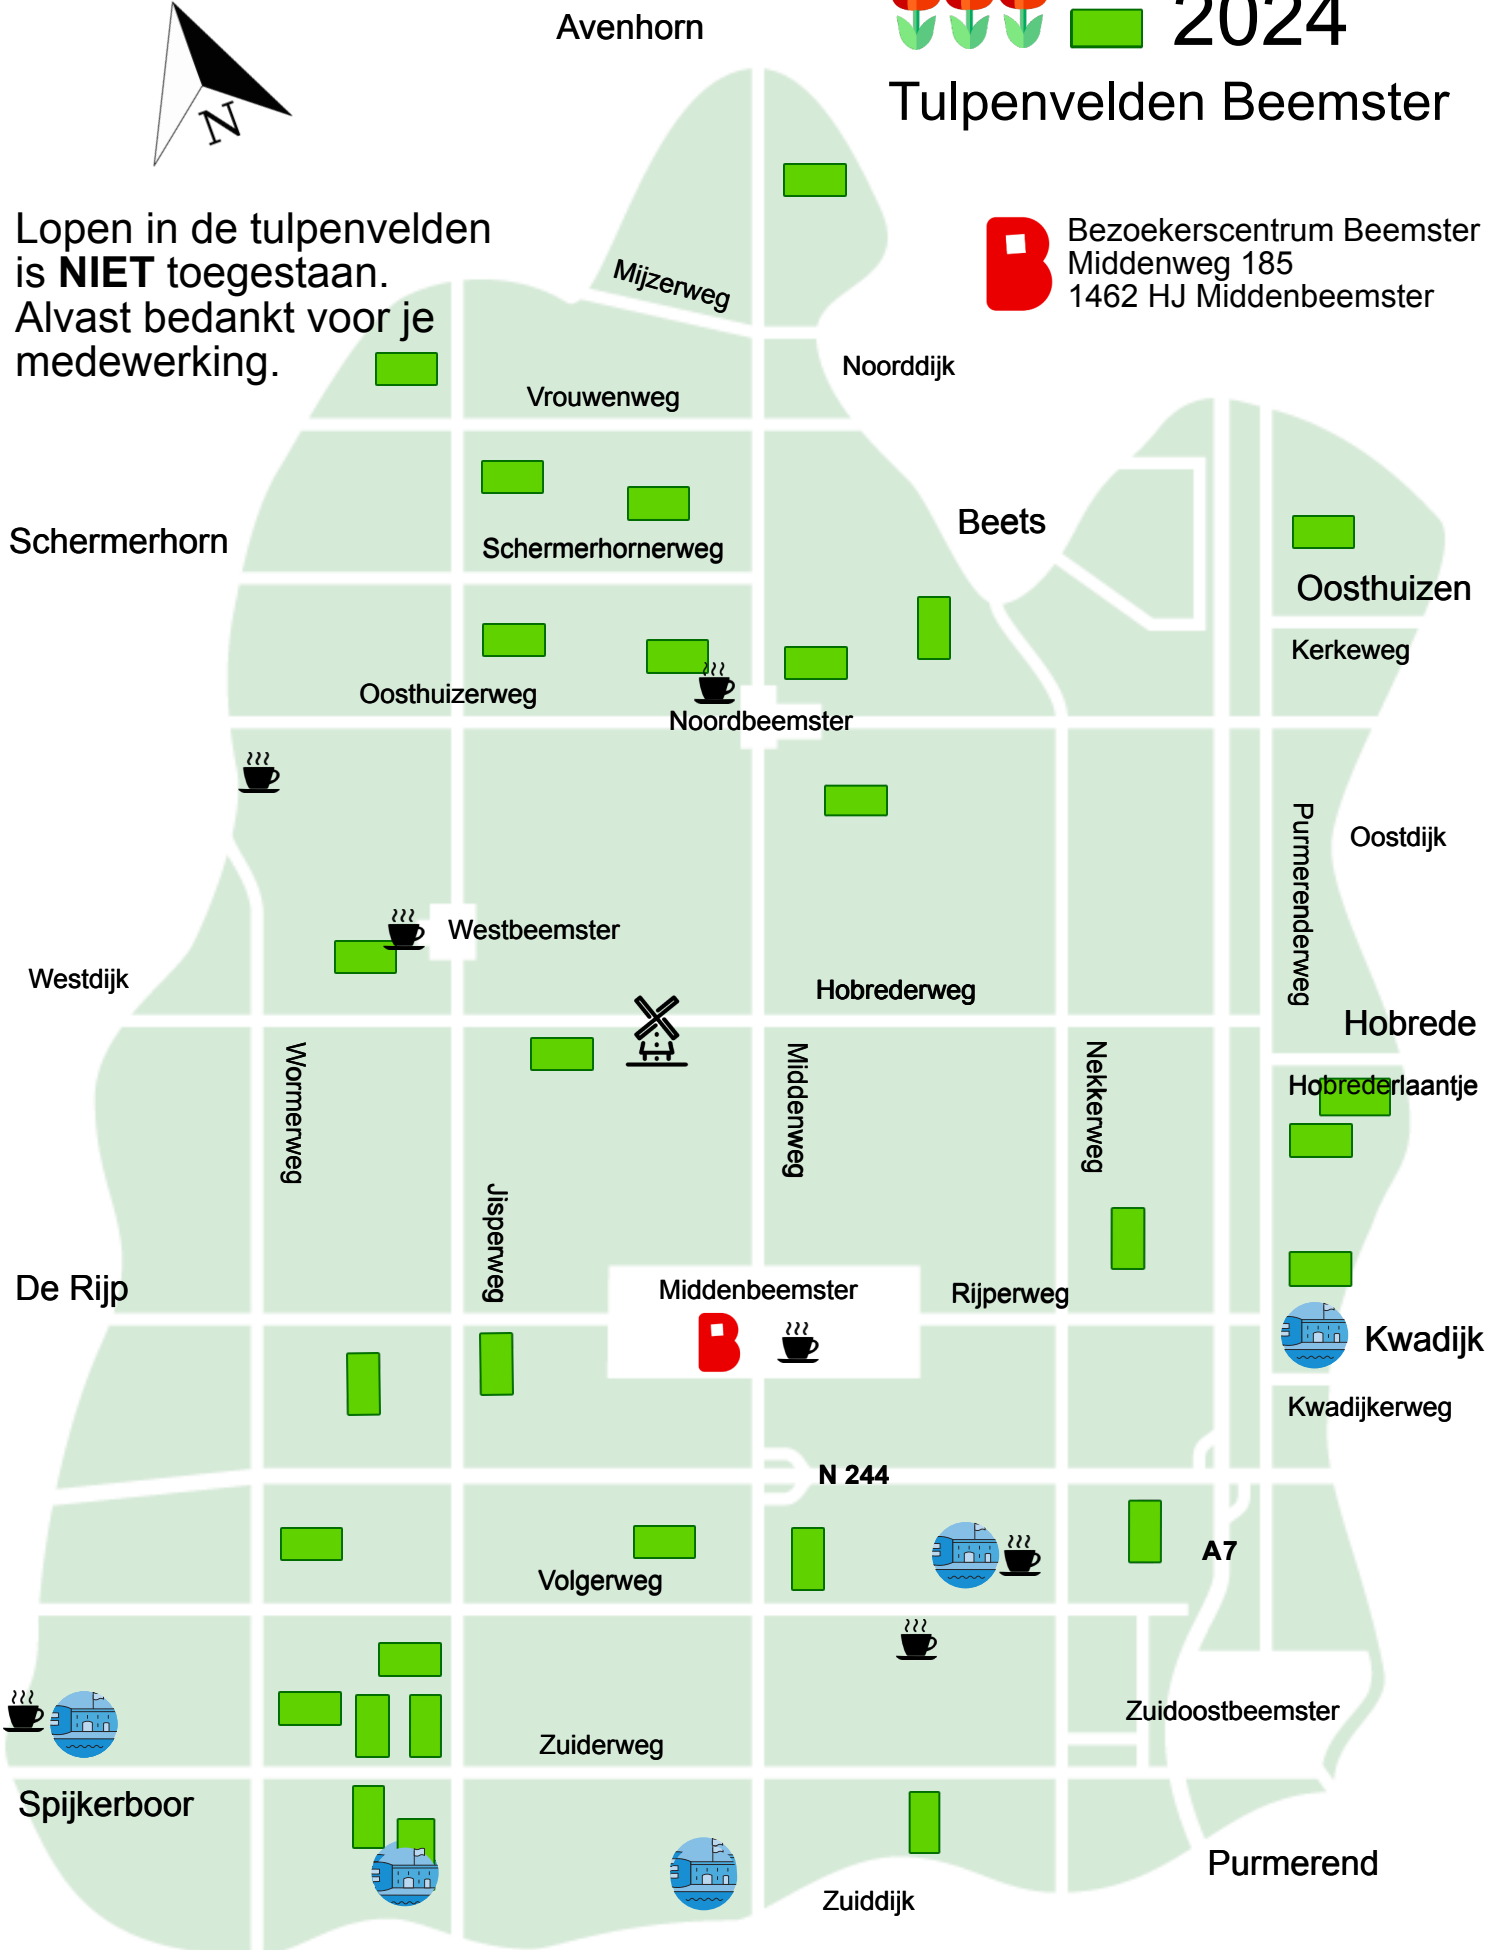 Avenhorn
2024
Tulpenvelden Beemster
N
Lopen in de tulpenvelden
is NIET toegestaan.
Alvast bedankt voor je
medewerking.
B
Bezoekerscentrum Beemster
Middenweg 185
1462 HJ Middenbeemster
Mijzerweg
Noorddijk
Vrouwenweg
Beets
Schermerhorn
Schermerhornerweg
Oosthuizen
Kerkeweg
Oosthuizerweg
Noordbeemster
Purmerenderweg
Oostdijk
Westbeemster
Westdijk
Hobrederweg
Hobrede
Wormerweg
Middenweg
Nekkerweg
Hobrederlaantje
Jisperweg
De Rijp
Middenbeemster
Rijperweg
B
Kwadijk
Kwadijkerweg
N 244
A7
Volgerweg
Zuidoostbeemster
Zuiderweg
Spijkerboor
Purmerend
Zuiddijk